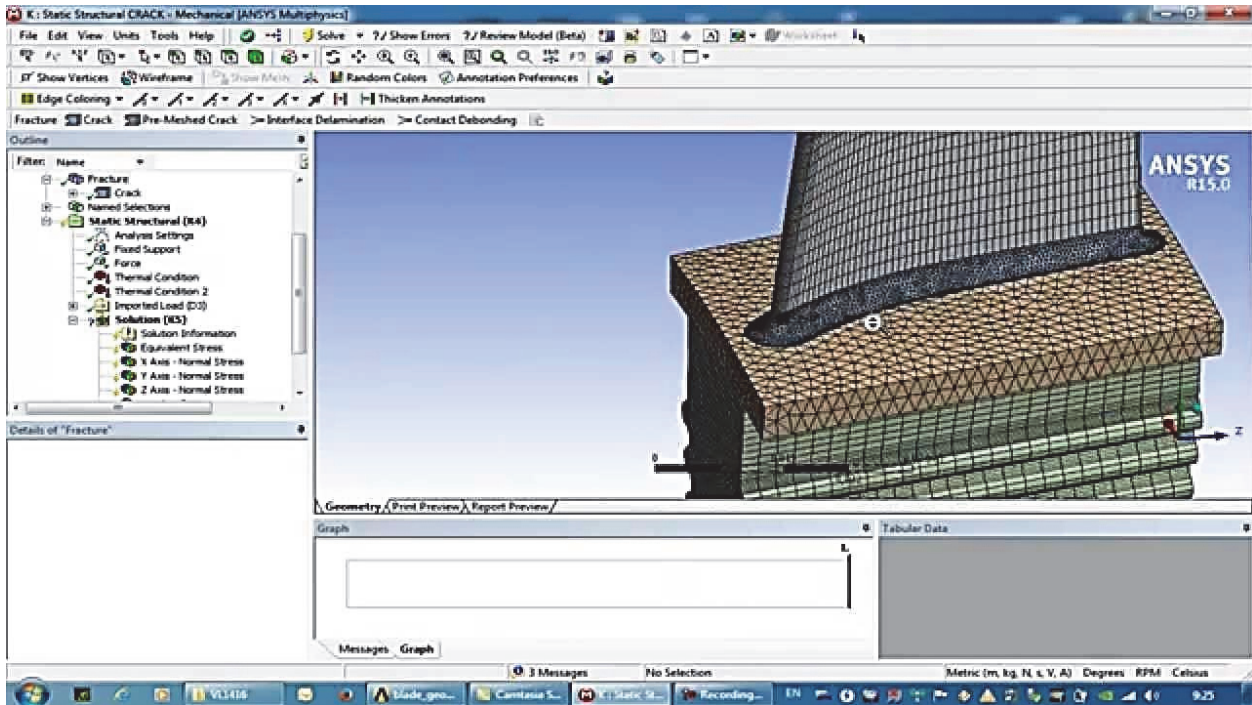 K : Static Structural CRACK - Mechanical [ANSYS Multiphysics]
File Edit View Units Tools Help Solve ?/ Show Errors ?/ Review Model (Beta) Worksheet
Show Vertices Wireframe Show Mesh Random Colors Annotation Preferences
Edge Coloring Thicken Annotations
Fracture Crack Pre-Meshed Crack Interface Delamination Contact Debonding
Outline
Filter: Name
Fracture
Crack
Named Selections
Static Structural (K4)
Analysis Settings
Fixed Support
Force
Thermal Condition
Thermal Condition 2
Imported Load (D3)
Solution (K5)
Solution Information
Equivalent Stress
X Axis - Normal Stress
Y Axis - Normal Stress
Z Axis - Normal Stress
Details of "Fracture"
ANSYS
R15.0
0
Z
Geometry Print Preview Report Preview
Graph
Tabular Data
Messages Graph
3 Messages No Selection Metric (m, kg, N, s, V, A) Degrees RPM Celsius
VL1416 blade_geo... Camtasia S... K : Static St... Recording... EN 9:25